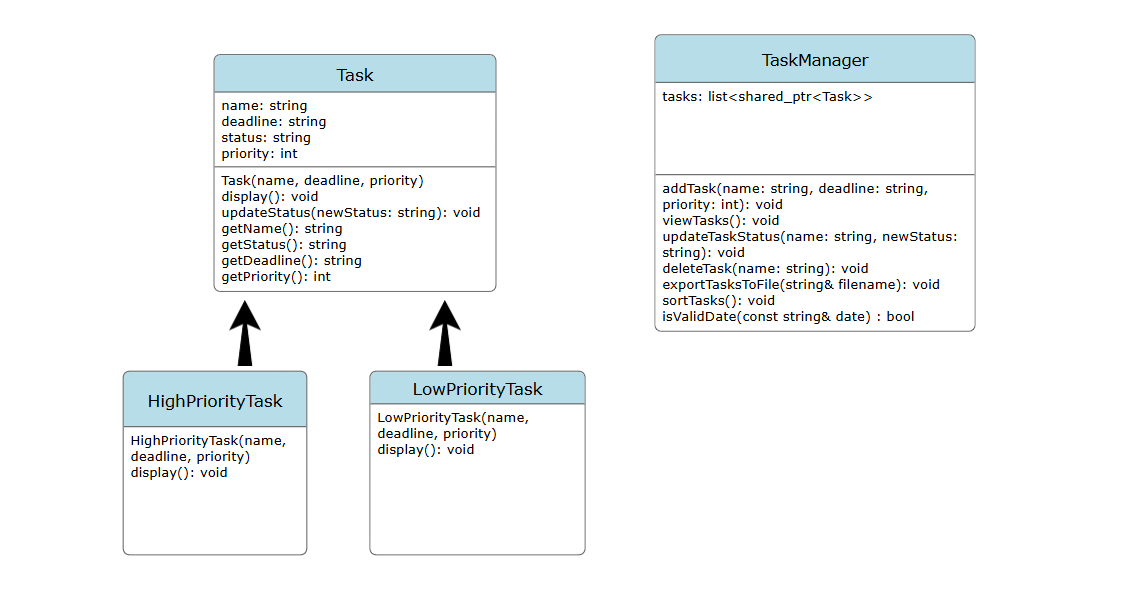 Task
name: string
deadline: string
status: string
priority: int
Task(name, deadline, priority)
display(): void
updateStatus(newStatus: string): void
getName(): string
getStatus(): string
getDeadline(): string
getPriority(): int
TaskManager
tasks: list<shared_ptr<Task>>
addTask(name: string, deadline: string,
priority: int): void
viewTasks(): void
updateTaskStatus(name: string, newStatus:
string): void
deleteTask(name: string): void
exportTasksToFile(string& filename): void
sortTasks(): void
isValidDate(const string& date) : bool
HighPriorityTask
HighPriorityTask(name,
deadline, priority)
display(): void
LowPriorityTask
LowPriorityTask(name,
deadline, priority)
display(): void